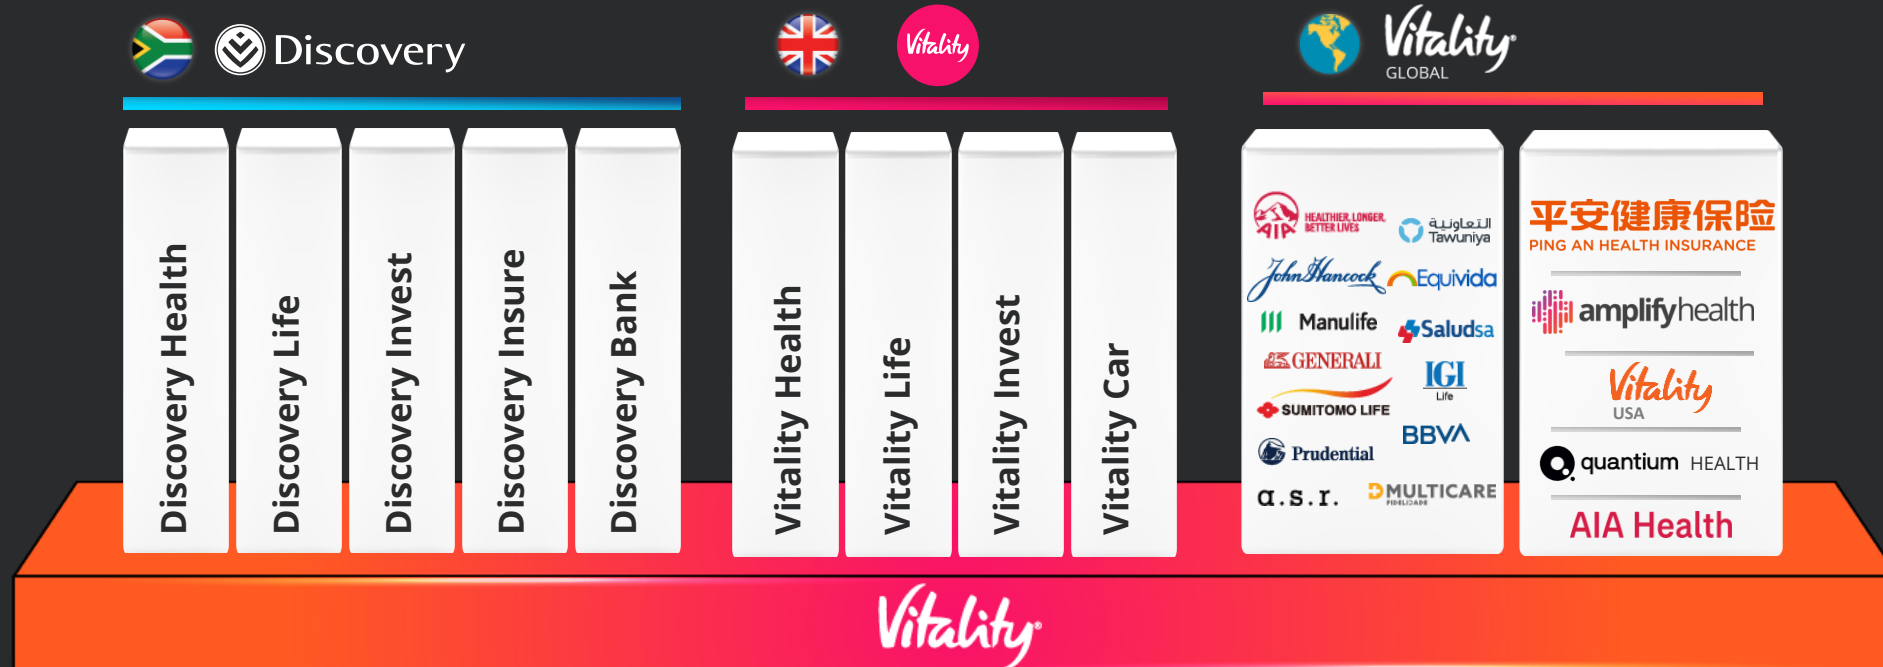 Discovery
Vitality
Vitality
GLOBAL
Discovery Health
Discovery Life
Discovery Invest
Discovery Insure
Discovery Bank
Vitality Health
Vitality Life
Vitality Invest
Vitality Car
AIA
HEALTHIER, LONGER,
BETTER LIVES
التعاونية
Tawuniya
John Hancock
Equivida
Manulife
Saludsa
GENERALI
IGI
Life
SUMITOMO LIFE
BBVA
Prudential
a.s.r.
MULTICARE
FIDELIDADE
平安健康保险
PING AN HEALTH INSURANCE
amplifyhealth
Vitality
USA
quantium HEALTH
AIA Health
Vitality